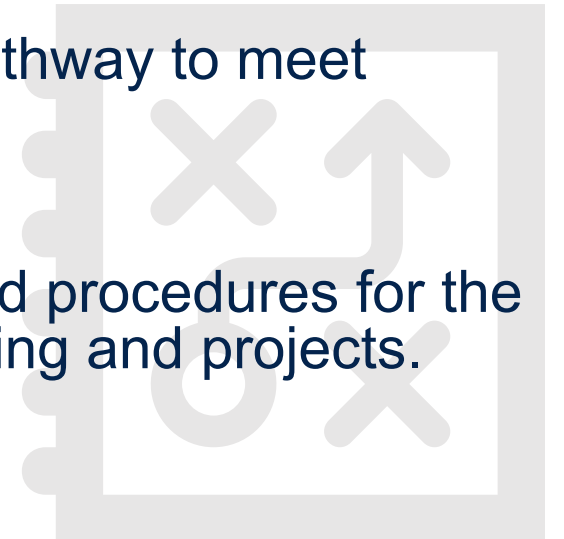 thway to meet
d procedures for the
ing and projects.